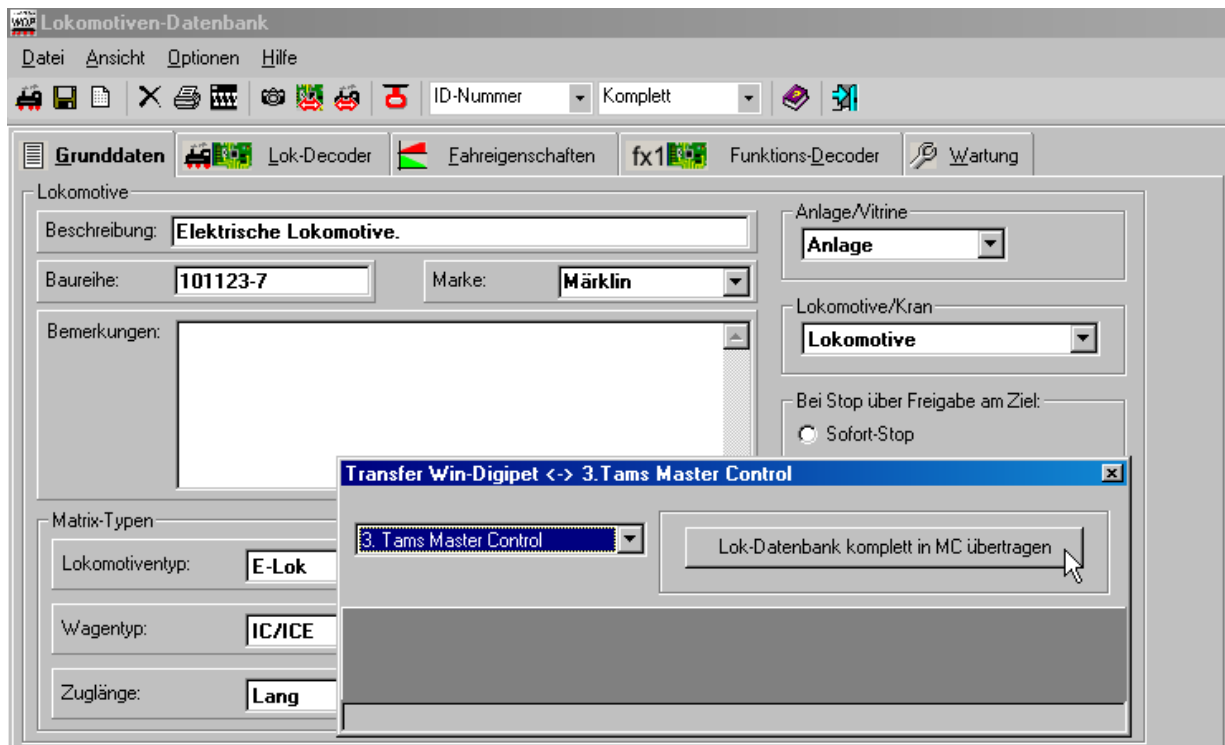 Lokomotiven-Datenbank
Datei Ansicht Optionen Hilfe
ID-Nummer Komplett
Grunddaten Lok-Decoder Fahreigenschaften fx1 Funktions-Decoder Wartung
Lokomotive
Beschreibung: Elektrische Lokomotive.
Baureihe: 101123-7 Marke: Märklin
Bemerkungen:
Anlage/Vitrine
Anlage
Lokomotive/Kran
Lokomotive
Bei Stop über Freigabe am Ziel:
Sofort-Stop
Matrix-Typen
Lokomotiventyp: E-Lok
Wagentyp: IC/ICE
Zuglänge: Lang
Transfer Win-Digipet <-> 3.Tams Master Control
3. Tams Master Control
Lok-Datenbank komplett in MC übertragen